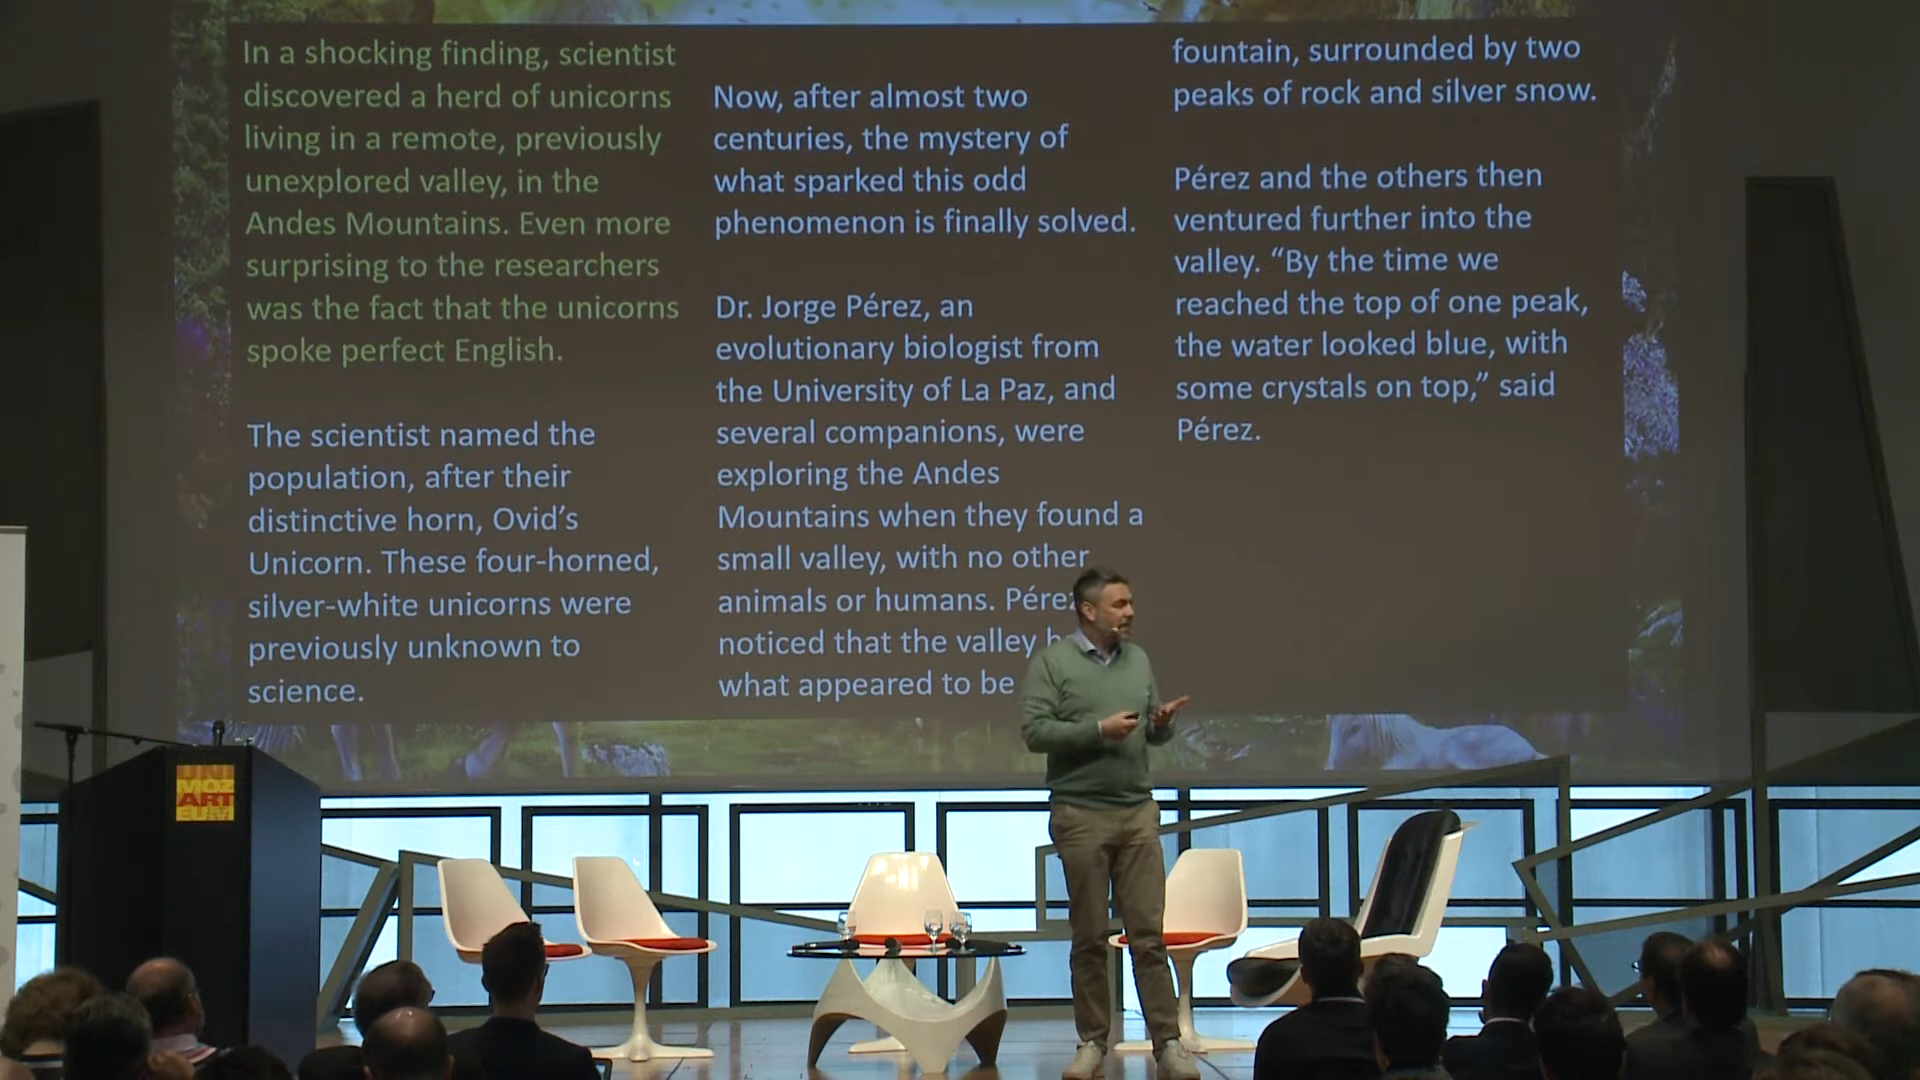 In a shocking finding, scientist
discovered a herd of unicorns
living in a remote, previously
unexplored valley, in the
Andes Mountains. Even more
surprising to the researchers
was the fact that the unicorns
spoke perfect English.
The scientist named the
population, after their
distinctive horn, Ovid’s
Unicorn. These four-horned,
silver-white unicorns were
previously unknown to
science.
Now, after almost two
centuries, the mystery of
what sparked this odd
phenomenon is finally solved.
Dr. Jorge Pérez, an
evolutionary biologist from
the University of La Paz, and
several companions, were
exploring the Andes
Mountains when they found a
small valley, with no other
animals or humans. Pérez
noticed that the valley
what appeared to be
fountain, surrounded by two
peaks of rock and silver snow.
Pérez and the others then
ventured further into the
valley. “By the time we
reached the top of one peak,
the water looked blue, with
some crystals on top,” said
Pérez.
UNI
MOZ
ART
EUM